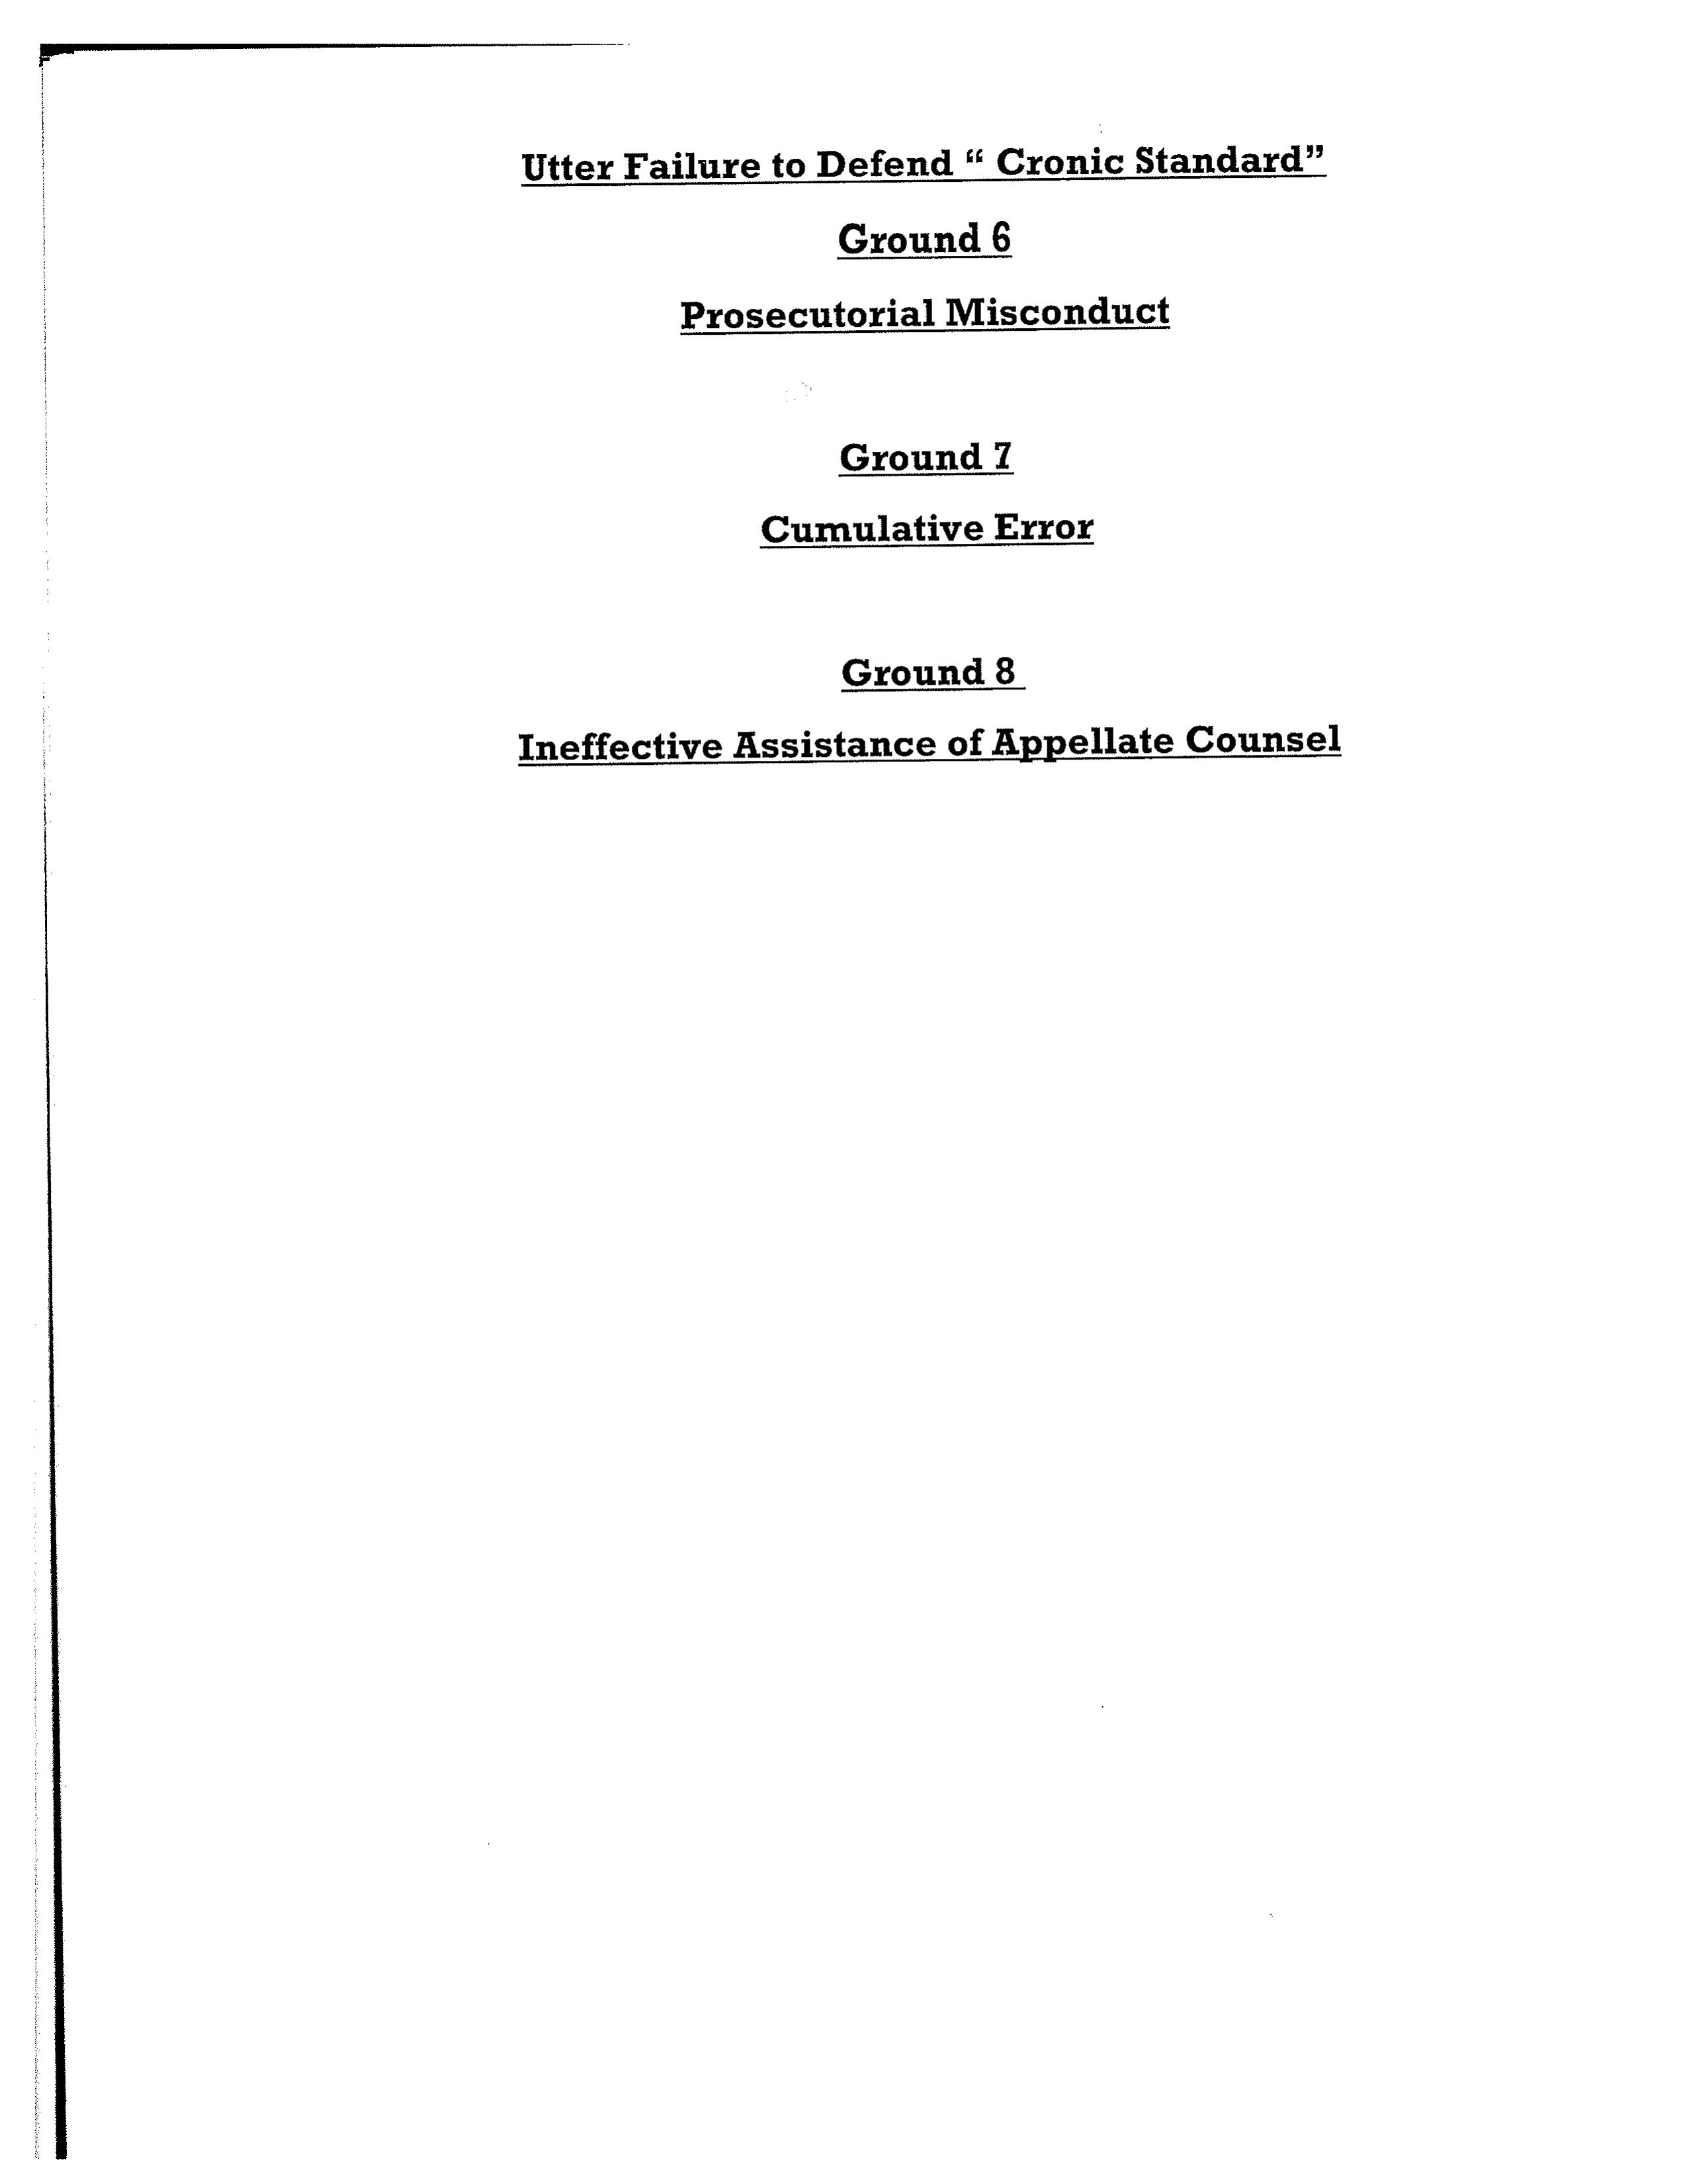 Utter Failure to Defend “ Cronic Standard”
Ground 6
Prosecutorial Misconduct
Ground 7
Cumulative Error
Ground 8
Ineffective Assistance of Appellate Counsel